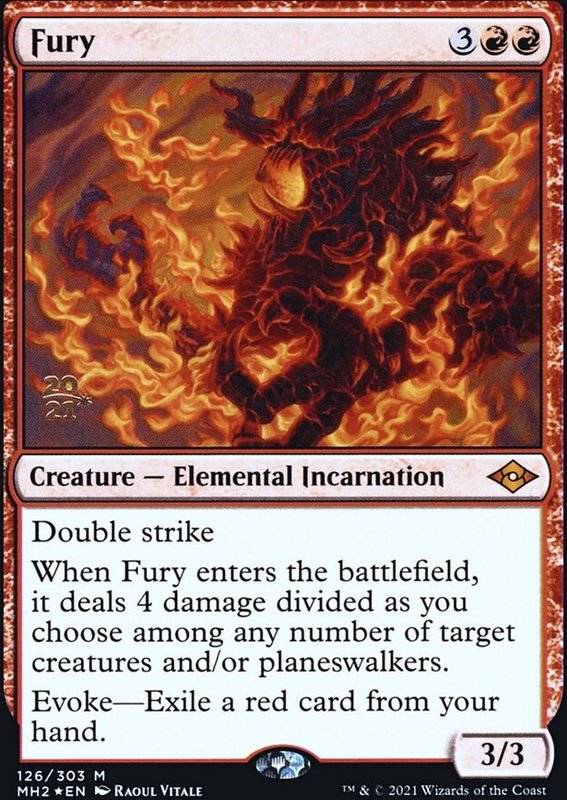 Fury
3
20
21
Creature — Elemental Incarnation
Double strike
When Fury enters the battlefield,
it deals 4 damage divided as you
choose among any number of target
creatures and/or planeswalkers.
Evoke—Exile a red card from your
hand.
3/3
126/303 M
MH2 ★ EN Raoul Vitale
™ & © 2021 Wizards of the Coast